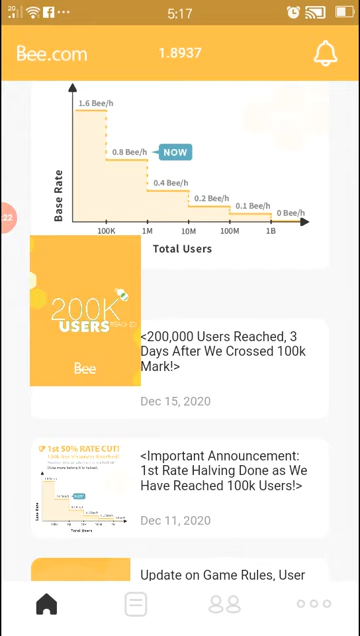 2G
5:17
Bee.com
1.8937
1.6 Bee/h
0.8 Bee/h
NOW
0.4 Bee/h
0.2 Bee/h
0.1 Bee/h
0 Bee/h
Base Rate
100K 1M 10M 100M 1B
Total Users
:22
200K
USERS
Bee
<200,000 Users Reached, 3
Days After We Crossed 100k
Mark!>
Dec 15, 2020
1st 50% RATE CUT!
<Important Announcement:
1st Rate Halving Done as We
Have Reached 100k Users!>
Dec 11, 2020
Base Rate
Total Users
Update on Game Rules, User